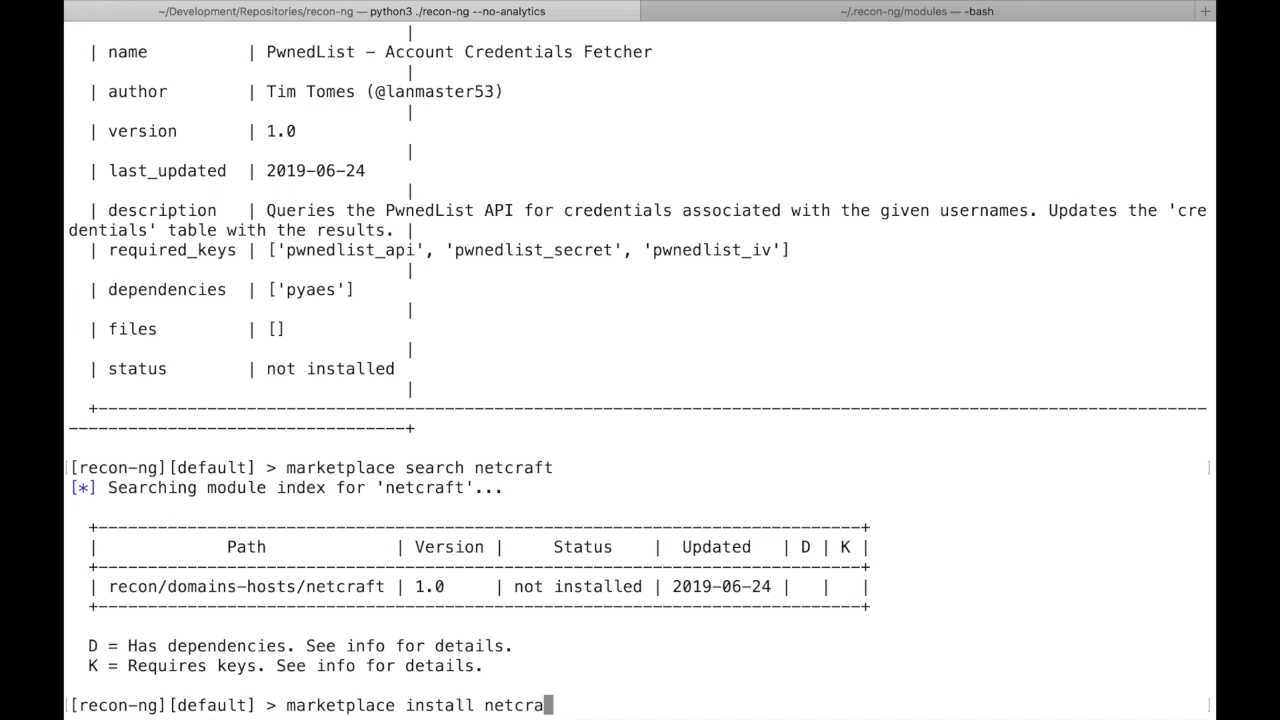 ~/Development/Repositories/recon-ng — python3 ./recon-ng --no-analytics
~/.recon-ng/modules — -bash
+
|
| name | PwnedList - Account Credentials Fetcher
|
| author | Tim Tomes (@lanmaster53)
|
| version | 1.0
|
| last_updated | 2019-06-24
|
| description | Queries the PwnedList API for credentials associated with the given usernames. Updates the 'cre
dentials' table with the results. |
| required_keys | ['pwnedlist_api', 'pwnedlist_secret', 'pwnedlist_iv']
|
| dependencies | ['pyaes']
|
| files | []
|
| status | not installed
|
+-----------------------------------------------------------------------------------------------------------------
----------------------------------+
[recon-ng][default] > marketplace search netcraft
[*] Searching module index for 'netcraft'...
+------------------------------------------------------------------------------+
| Path | Version | Status | Updated | D | K |
+------------------------------------------------------------------------------+
| recon/domains-hosts/netcraft | 1.0 | not installed | 2019-06-24 | | |
+------------------------------------------------------------------------------+
D = Has dependencies. See info for details.
K = Requires keys. See info for details.
[recon-ng][default] > marketplace install netcra